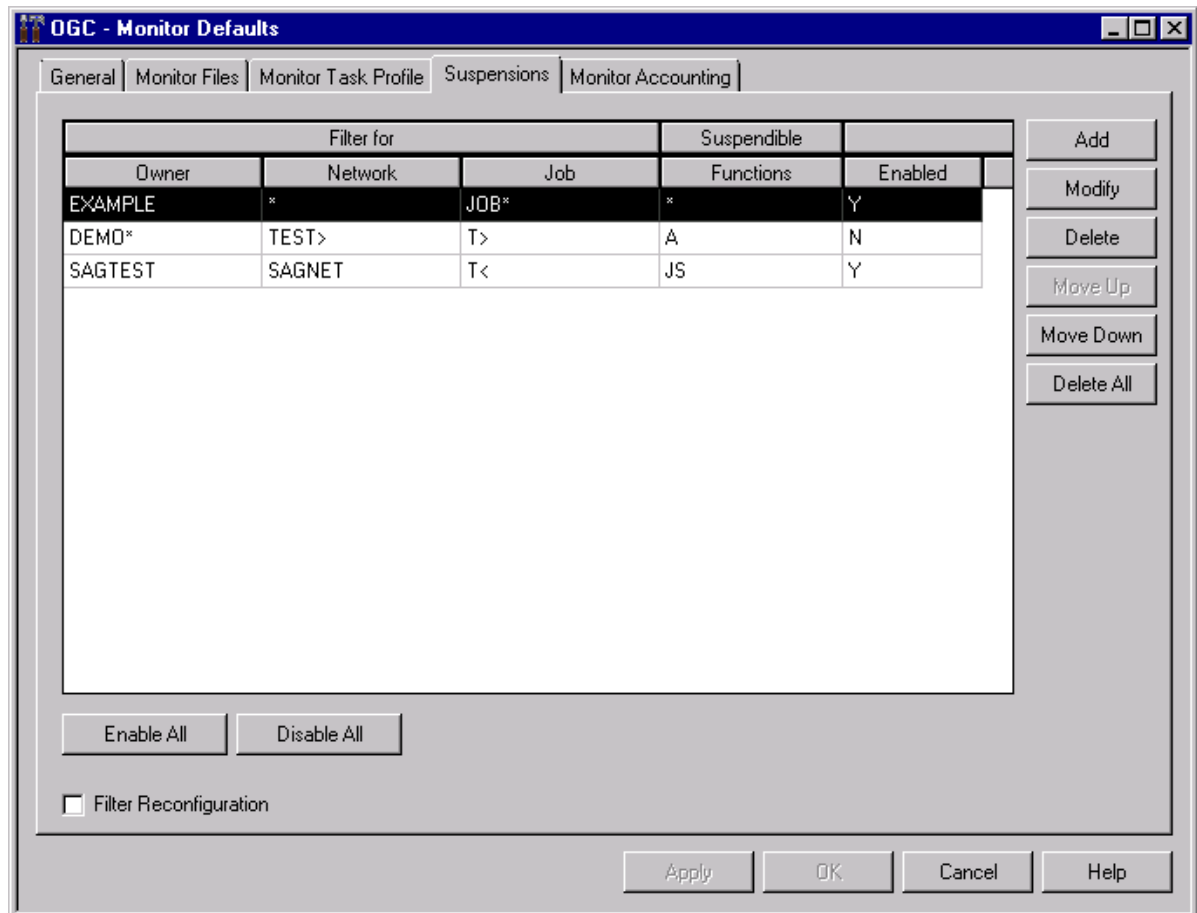 OGC - Monitor Defaults
General Monitor Files Monitor Task Profile Suspensions Monitor Accounting
Filter for Suspendible
Owner Network Job Functions Enabled
EXAMPLE * JOB* * Y
DEMO* TEST> T> A N
SAGTEST SAGNET T< JS Y
Add
Modify
Delete
Move Up
Move Down
Delete All
Enable All Disable All
Filter Reconfiguration
Apply OK Cancel Help